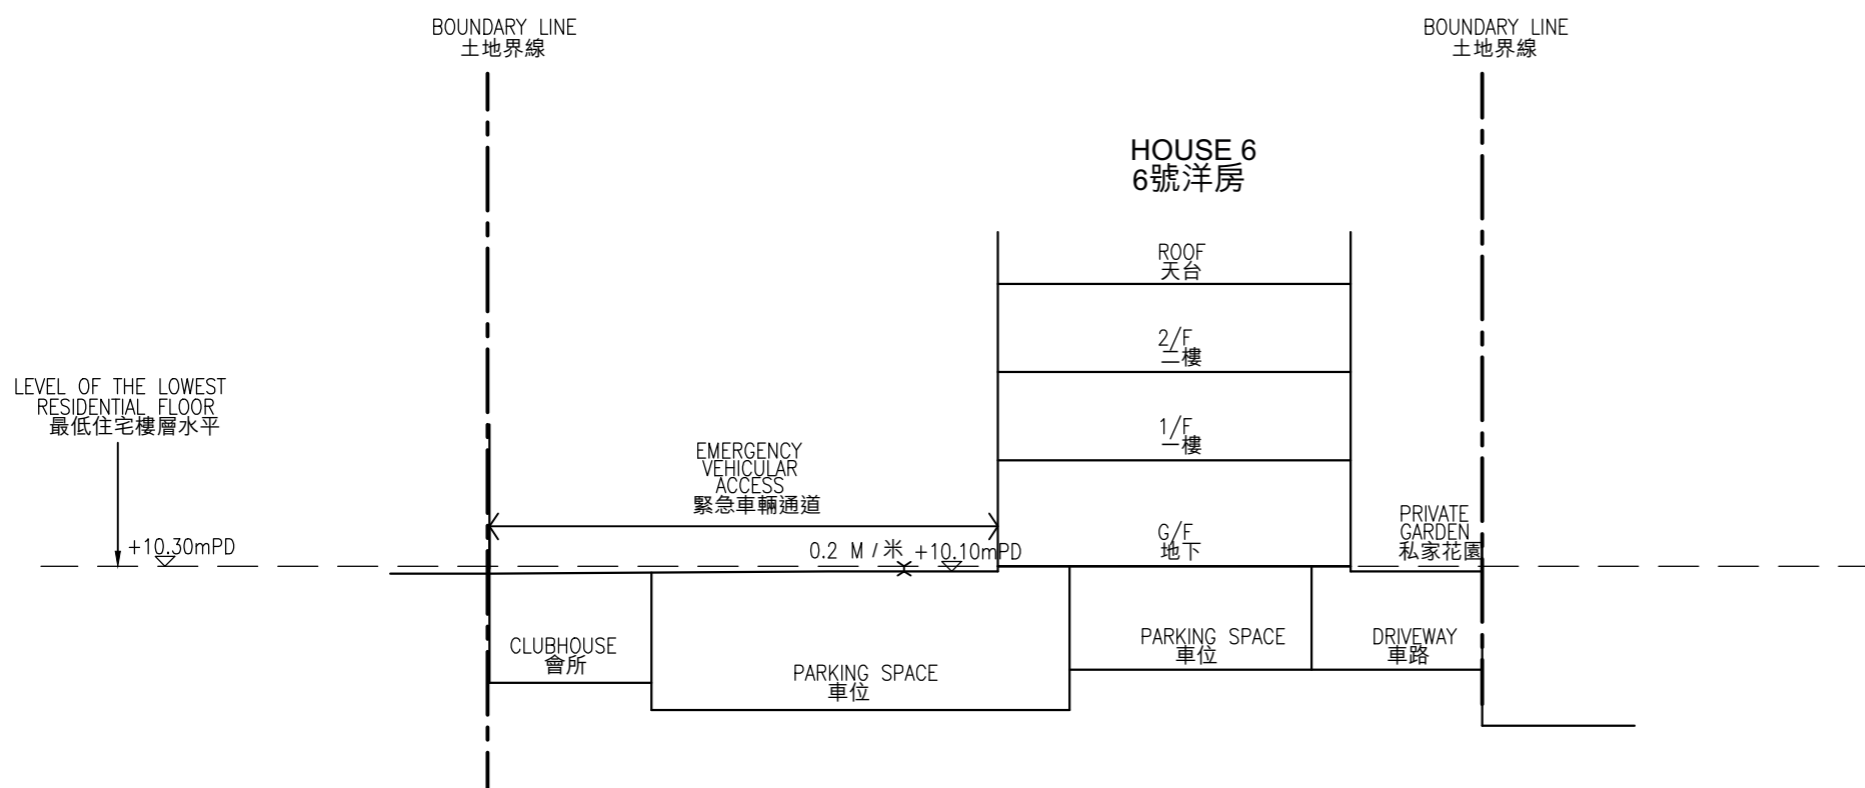 BOUNDARY LINE
土地界線
BOUNDARY LINE
土地界線
HOUSE 6
6號洋房
ROOF
天台
2/F
二樓
LEVEL OF THE LOWEST
RESIDENTIAL FLOOR
最低住宅樓層水平
1/F
一樓
EMERGENCY
VEHICULAR
ACCESS
緊急車輛通道
PRIVATE
GARDEN
私家花園
G/F
地下
+10.30mPD
0.2 M / 米
+10.10mPD
CLUBHOUSE
會所
PARKING SPACE
車位
PARKING SPACE
車位
DRIVEWAY
車路